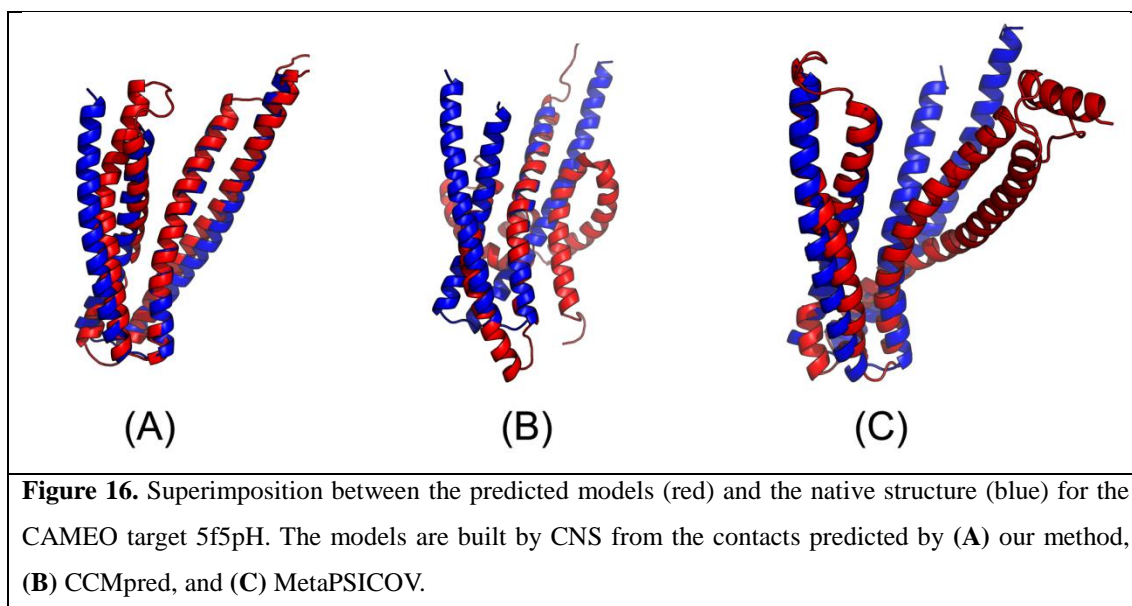 (A)
(B)
(C)
Figure 16. Superimposition between the predicted models (red) and the native structure (blue) for the
CAMEO target 5f5pH. The models are built by CNS from the contacts predicted by (A) our method,
(B) CCMpred, and (C) MetaPSICOV.